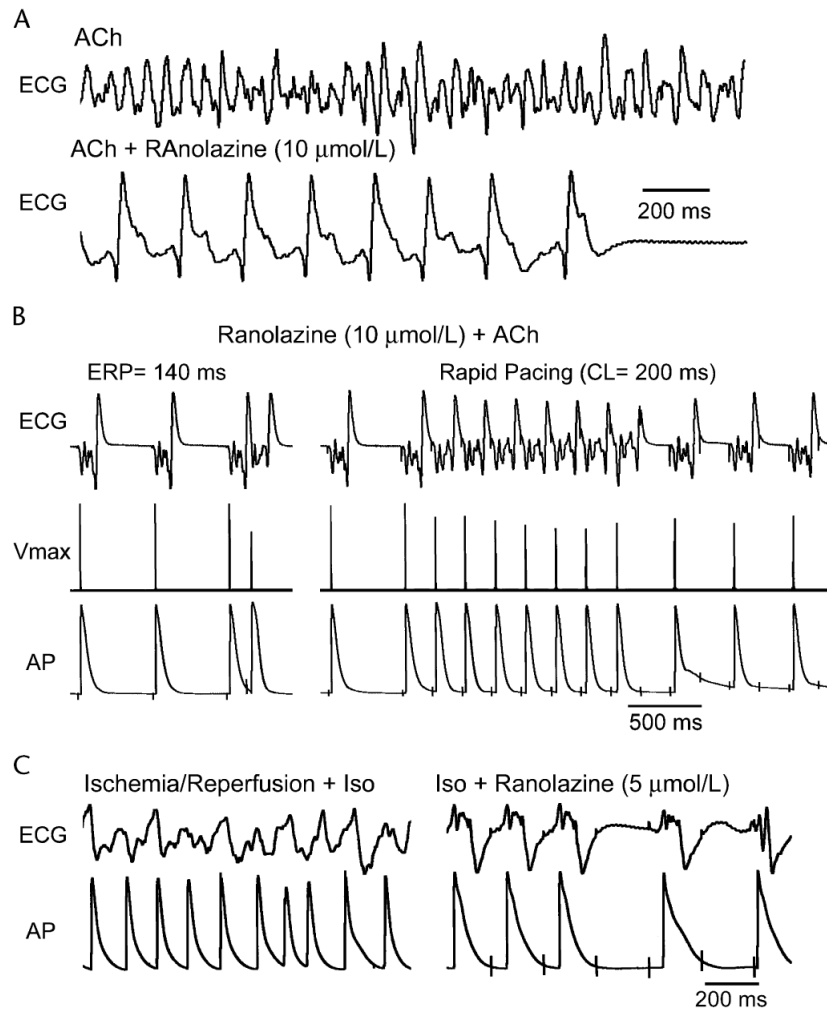 A
ACh
ECG
ACh + RAnolazine (10 μmol/L)
ECG
200 ms
B
Ranolazine (10 μmol/L) + ACh
ERP= 140 ms Rapid Pacing (CL= 200 ms)
ECG
Vmax
AP
500 ms
C
Ischemia/Reperfusion + Iso Iso + Ranolazine (5 μmol/L)
ECG
AP
200 ms